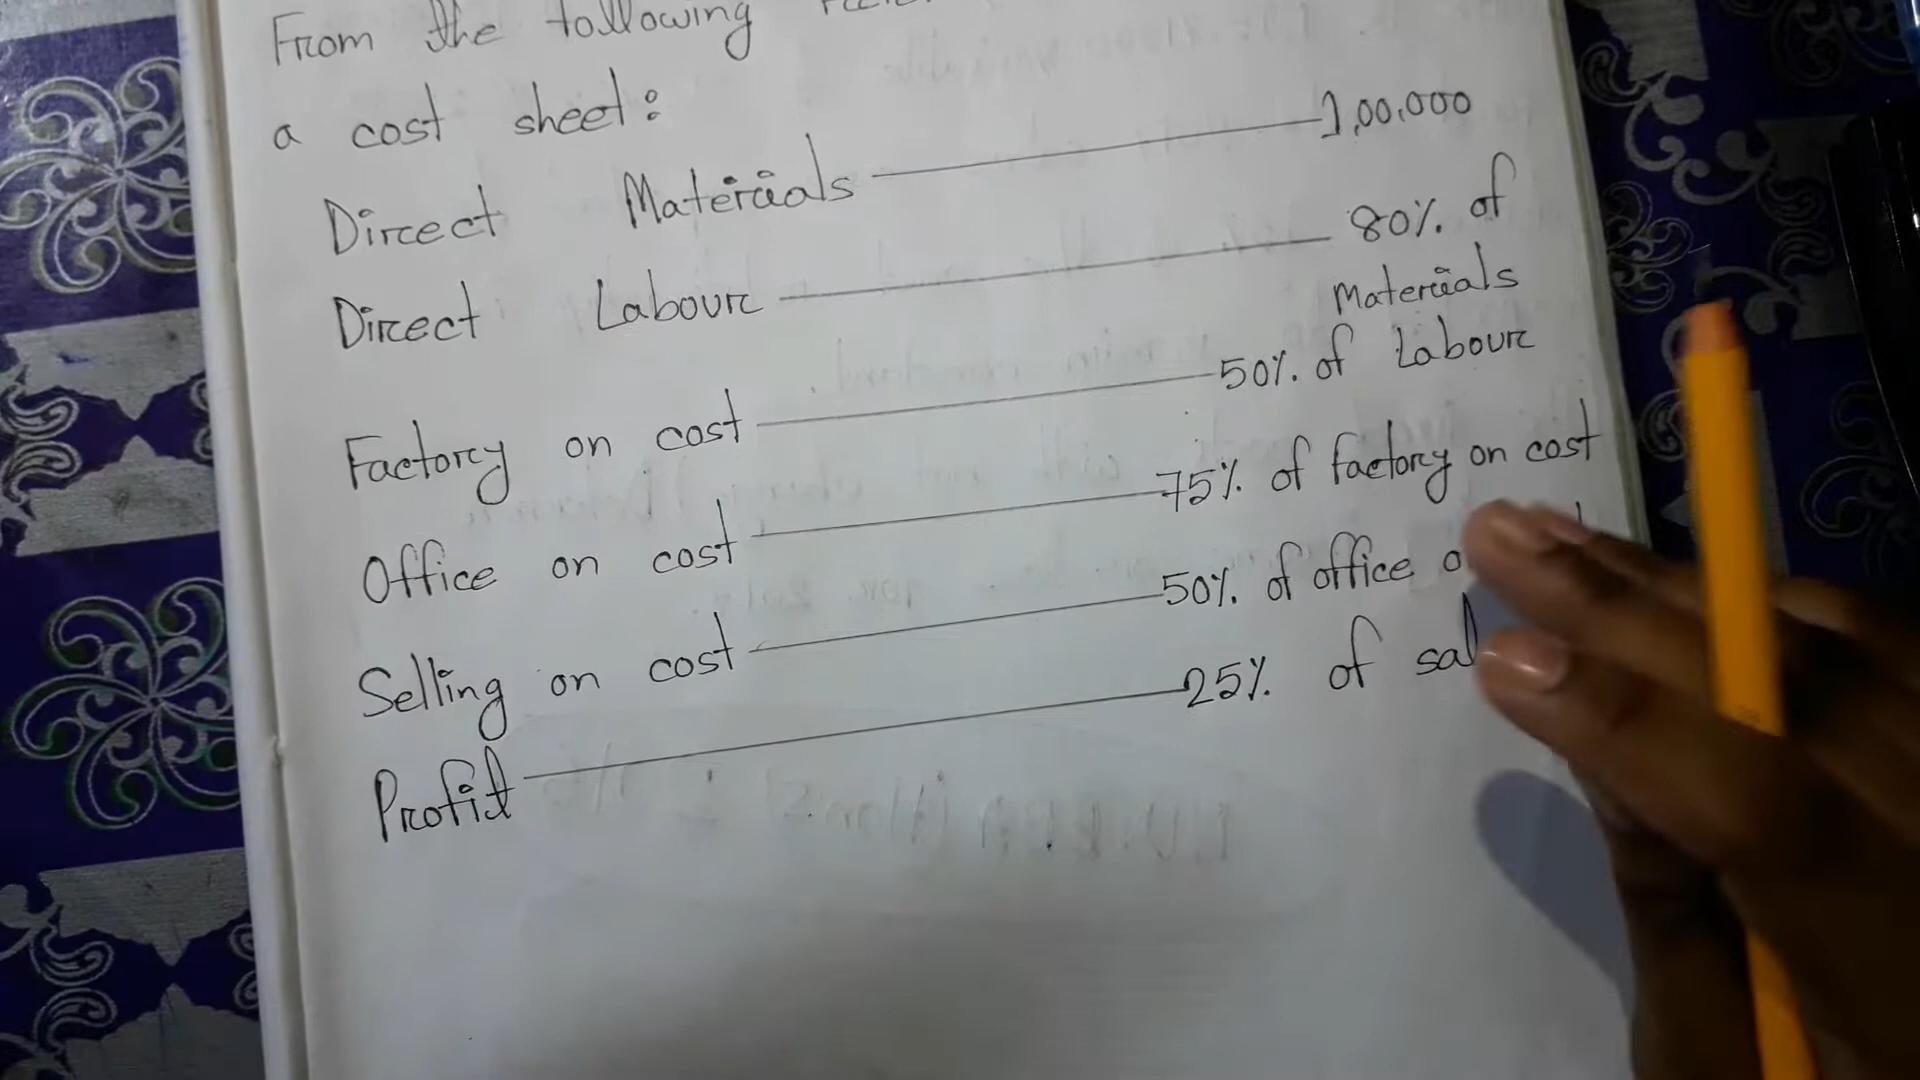 From the following
a cost sheet:
Direct Materials 1,00,000
Direct Labour 80% of
Materials
Factory on cost 50% of Labour
Office on cost 75% of factory on cost
Selling on cost 50% of office
Profit 25% of